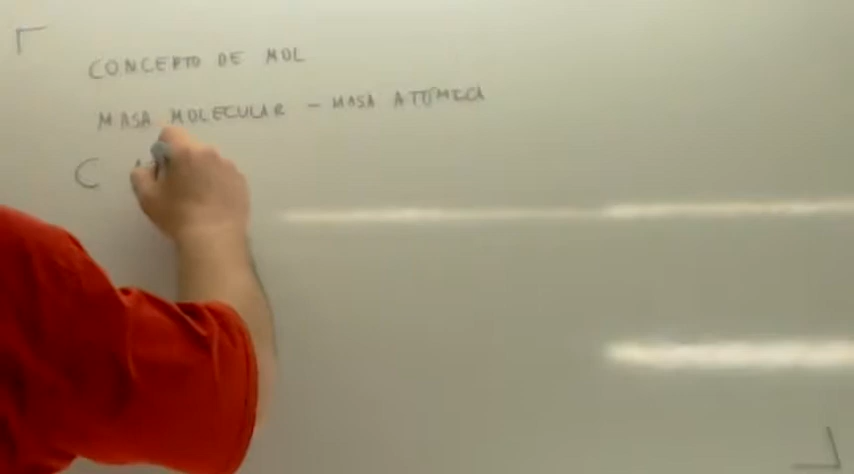 CONCEPTO DE MOL
MASA MOLECULAR - MASA ATÓMICA
C